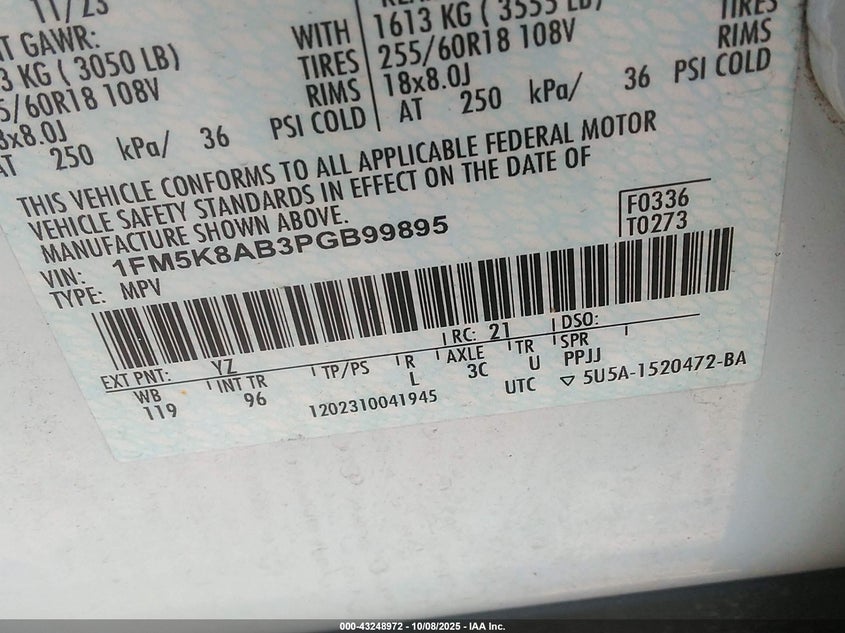 11/23
T GAWR:
3 KG ( 3050 LB)
5/60R18 108V
8x8.0J
AT 250 kPa/ 36 PSI COLD
WITH
TIRES
RIMS
1613 KG ( 3555 LB)
255/60R18 108V
18x8.0J
AT 250 kPa/ 36 PSI COLD
TIRES
RIMS
THIS VEHICLE CONFORMS TO ALL APPLICABLE FEDERAL MOTOR
VEHICLE SAFETY STANDARDS IN EFFECT ON THE DATE OF
MANUFACTURE SHOWN ABOVE.
VIN: 1FM5K8AB3PGB99895
TYPE: MPV
F0336
T0273
EXT PNT: YZ RC: 21 DSO:
WB INT TR TP/PS R AXLE TR SPR
119 96 L 3C U PPJJ
1202310041945 UTC ▽ 5U5A-1520472-BA
000-43248972 - 10/08/2025 - IAA Inc.